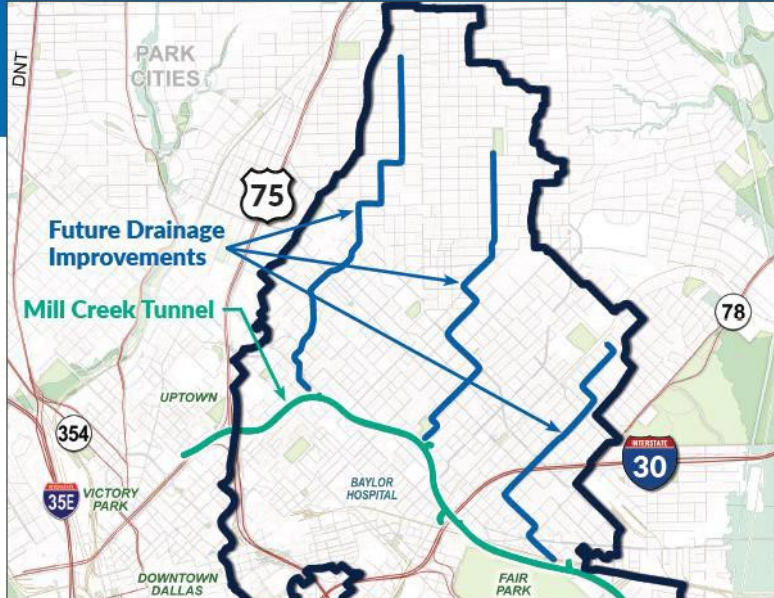 DNT
PARK
CITIES
75
Future Drainage
Improvements
Mill Creek Tunnel
78
UPTOWN
354
INTERSTATE
30
BAYLOR
HOSPITAL
INTERSTATE
35E
VICTORY
PARK
DOWNTOWN
DALLAS
FAIR
PARK